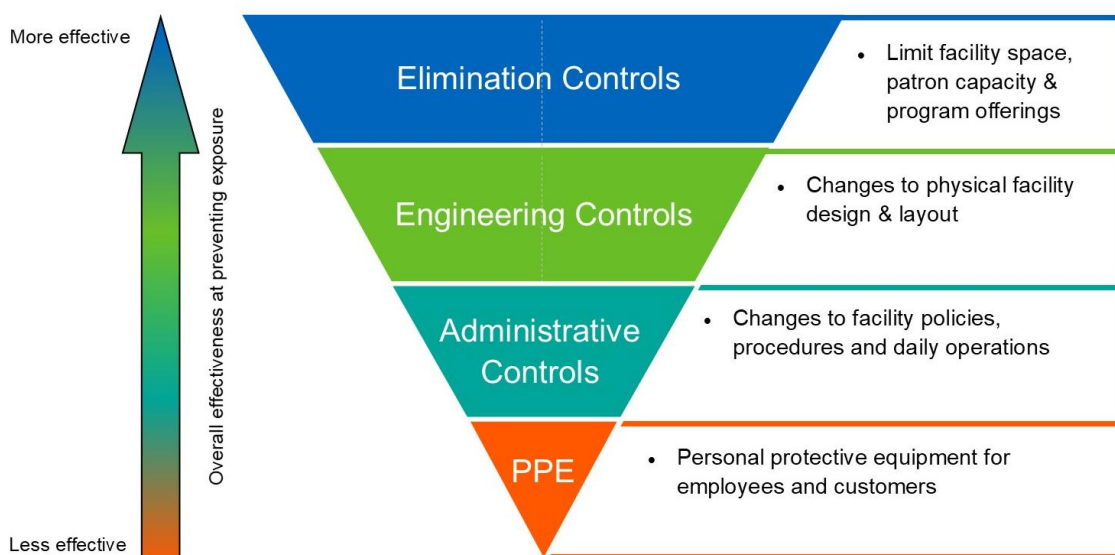 More effective
Overall effectiveness at preventing exposure
Less effective
Elimination Controls
• Limit facility space,
patron capacity &
program offerings
Engineering Controls
• Changes to physical facility
design & layout
Administrative
Controls
• Changes to facility policies,
procedures and daily operations
PPE
• Personal protective equipment for
employees and customers